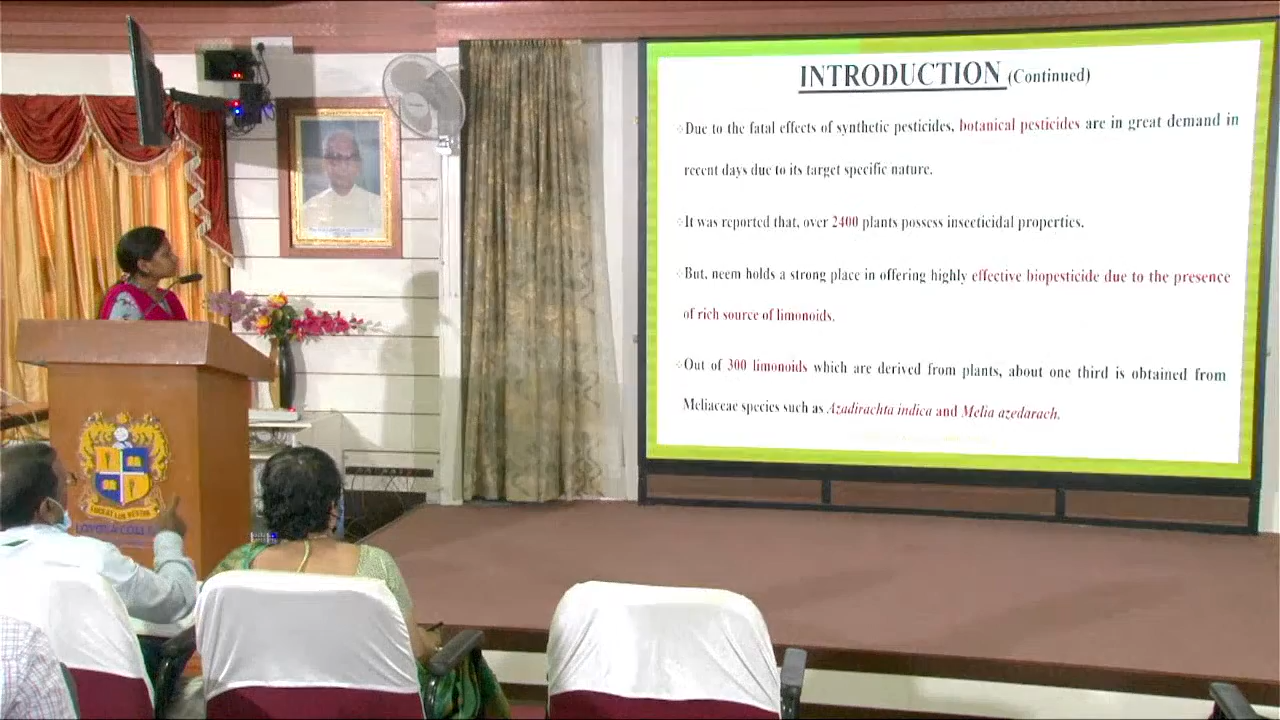 INTRODUCTION (Continued)
Due to the fatal effects of synthetic pesticides, botanical pesticides are in great demand in
recent days due to its target specific nature.
It was reported that, over 2400 plants possess insecticidal properties.
But, neem holds a strong place in offering highly effective biopesticide due to the presence
of rich source of limonoids.
Out of 300 limonoids which are derived from plants, about one third is obtained from
Meliaceae species such as Azadirachta indica and Melia azedarach.
LOYOLA COLLE